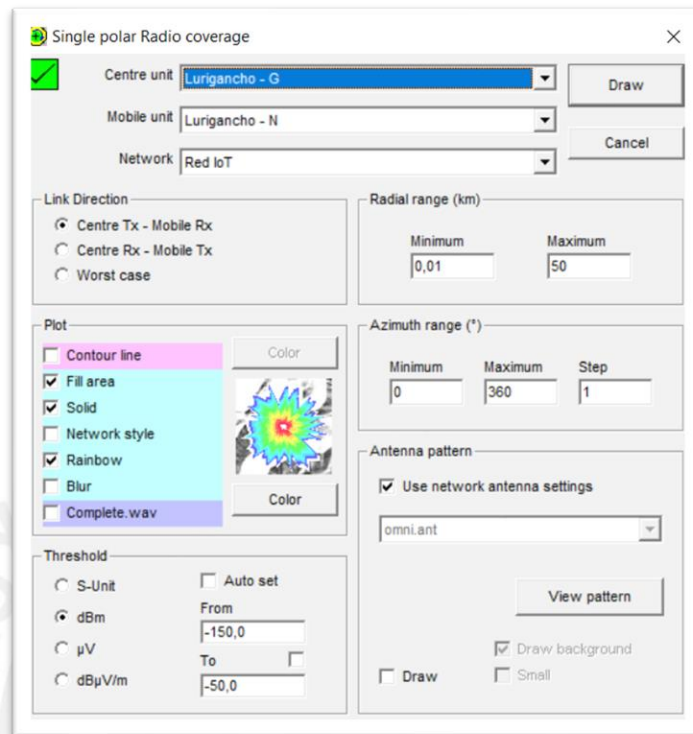 Single polar Radio coverage
Centre unit Lurigancho - G
Draw
Mobile unit Lurigancho - N
Cancel
Network Red IoT
Link Direction
Centre Tx - Mobile Rx
Centre Rx - Mobile Tx
Worst case
Radial range (km)
Minimum Maximum
0,01 50
Plot
Contour line
Color
Fill area
Solid
Network style
Rainbow
Blur
Color
Complete.wav
Azimuth range (°)
Minimum Maximum Step
0 360 1
Antenna pattern
Use network antenna settings
omni.ant
View pattern
Draw background
Draw Small
Threshold
S-Unit Auto set
dBm From
-150,0
µV To
dBµV/m -50,0